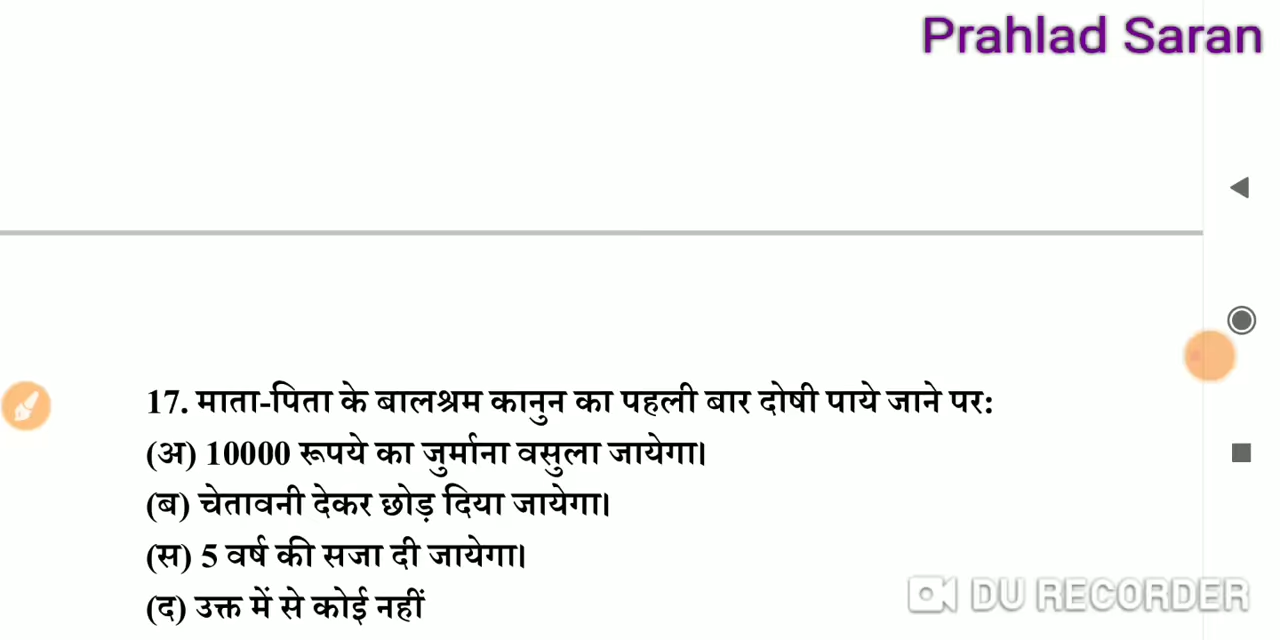 Prahlad Saran
17. माता-पिता के बालश्रम कानुन का पहली बार दोषी पाये जाने पर:
(अ) 10000 रूपये का जुर्माना वसुला जायेगा।
(ब) चेतावनी देकर छोड़ दिया जायेगा।
(स) 5 वर्ष की सजा दी जायेगा।
(द) उक्त में से कोई नहीं
DU RECORDER